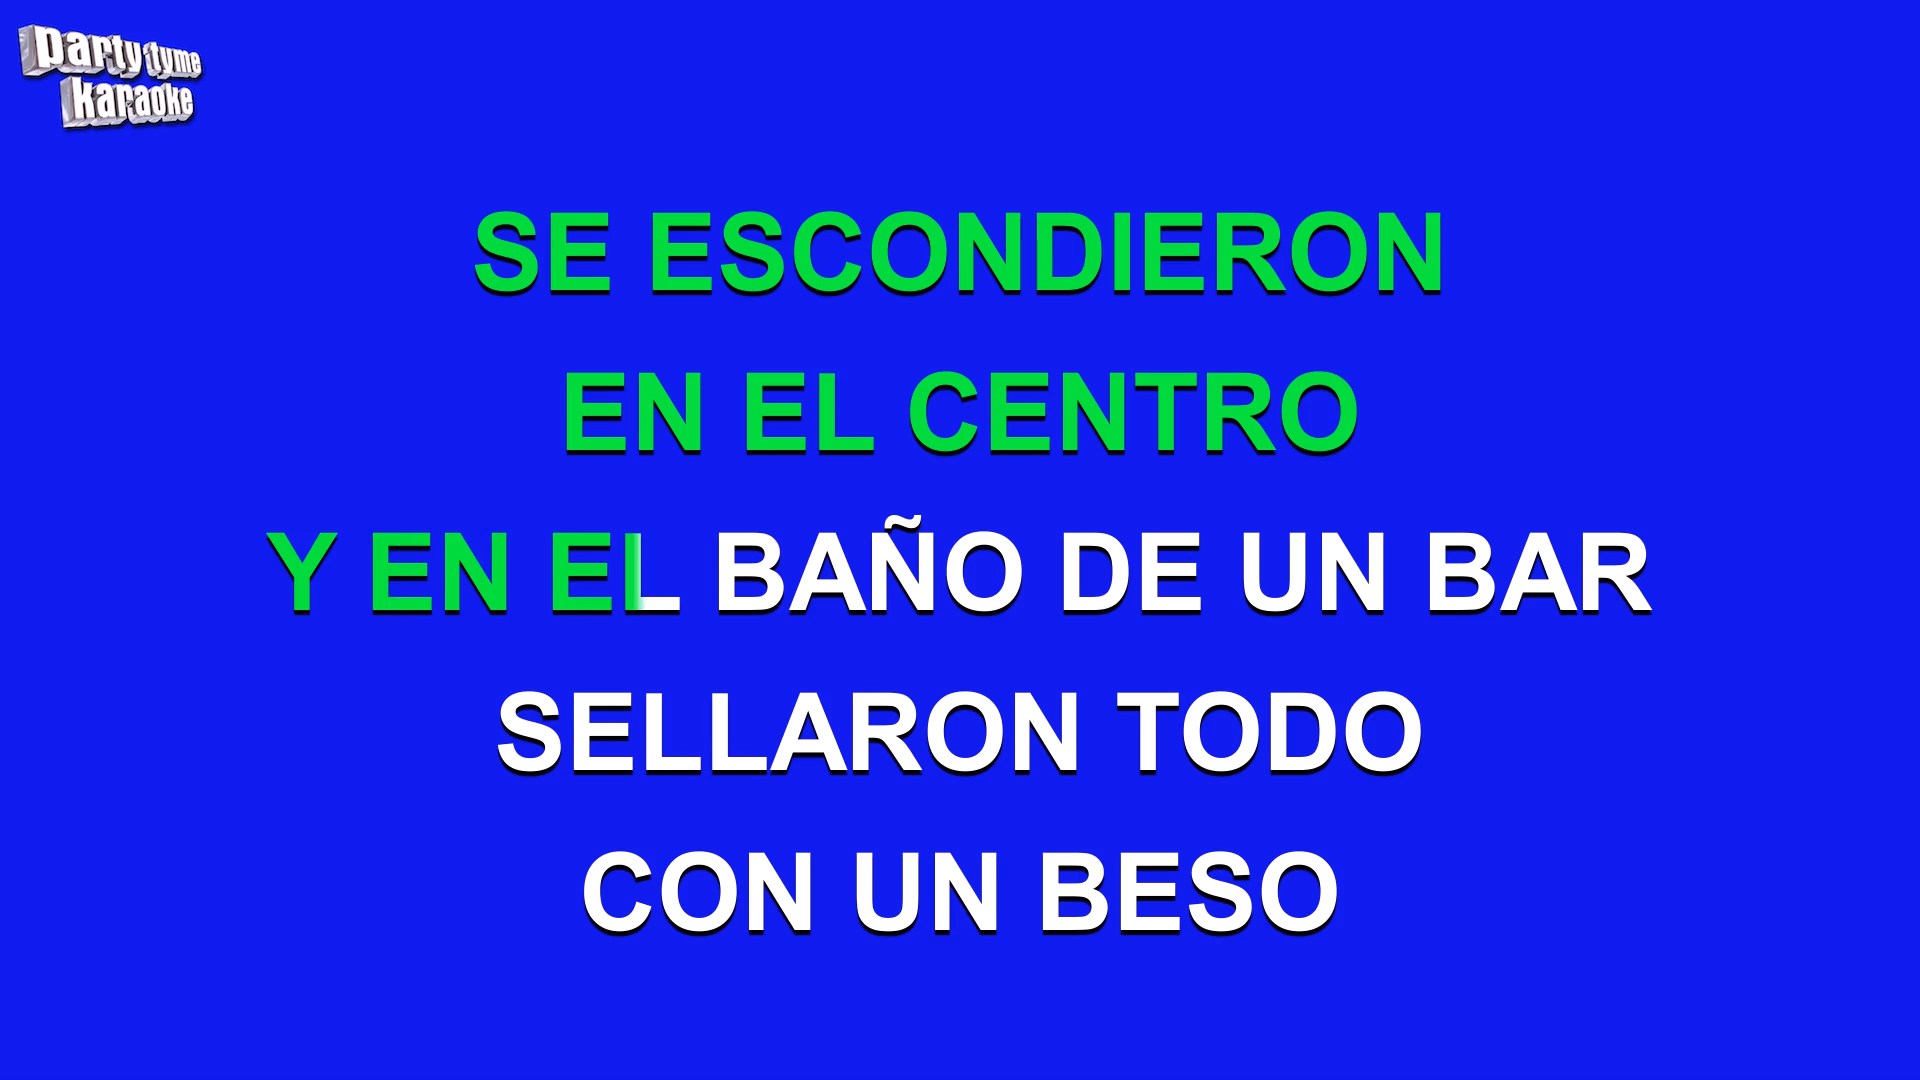 party tyme
karaoke
SE ESCONDIERON
EN EL CENTRO
Y EN EL BAÑO DE UN BAR
SELLARON TODO
CON UN BESO